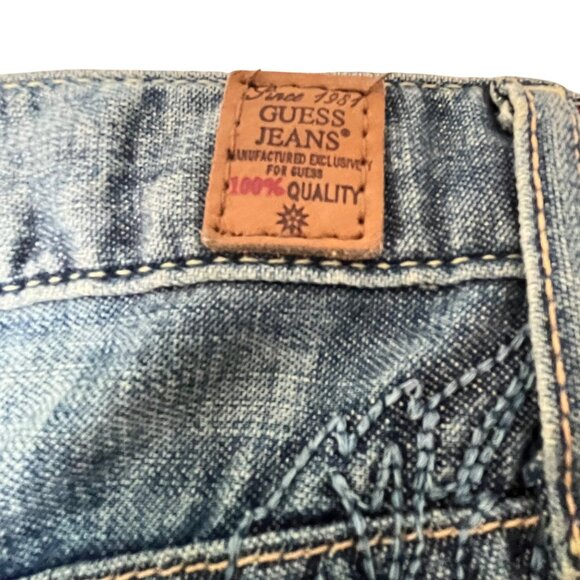 Since 1981
GUESS
JEANS®
MANUFACTURED EXCLUSIVELY
FOR GUESS
100% QUALITY